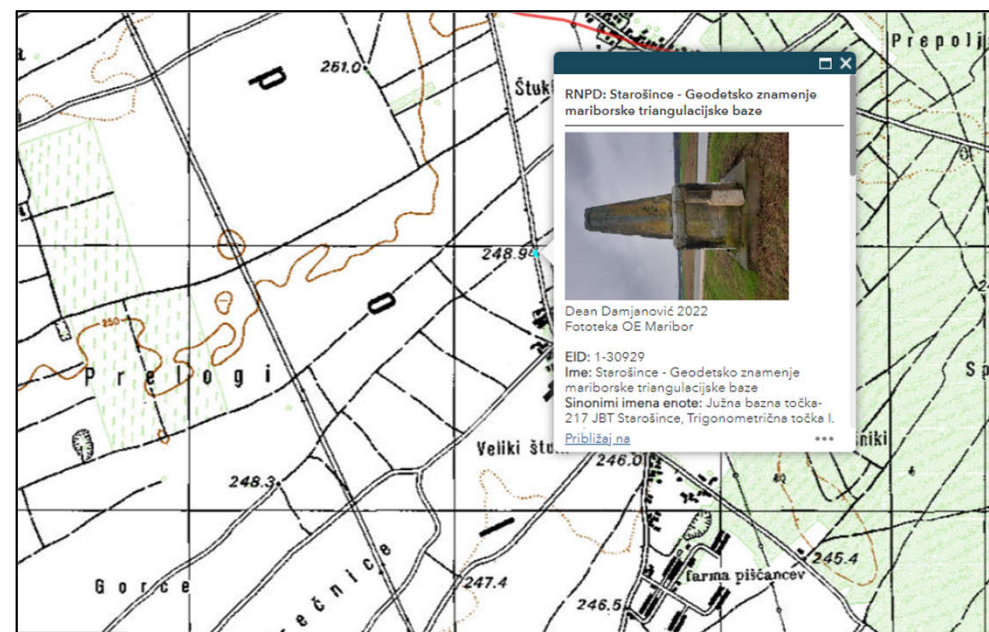 251.0
Prepolj
Štuk
RNPD: Starošince - Geodetsko znamenje
mariborske triangulacijske baze
Dean Damjanović 2022
Fototeka OE Maribor
EID: 1-30929
Ime: Starošince - Geodetsko znamenje
mariborske triangulacijske baze
Sinonimi imena enote: Južna bazna točka-
217 JBT Starošince, Trigonometrična točka I.
Približaj na
248.9
250
Prelogi
Sp
Veliki štu
niki
246.0
248.3
245.4
farma piščancev
Gorce
247.4
246.5